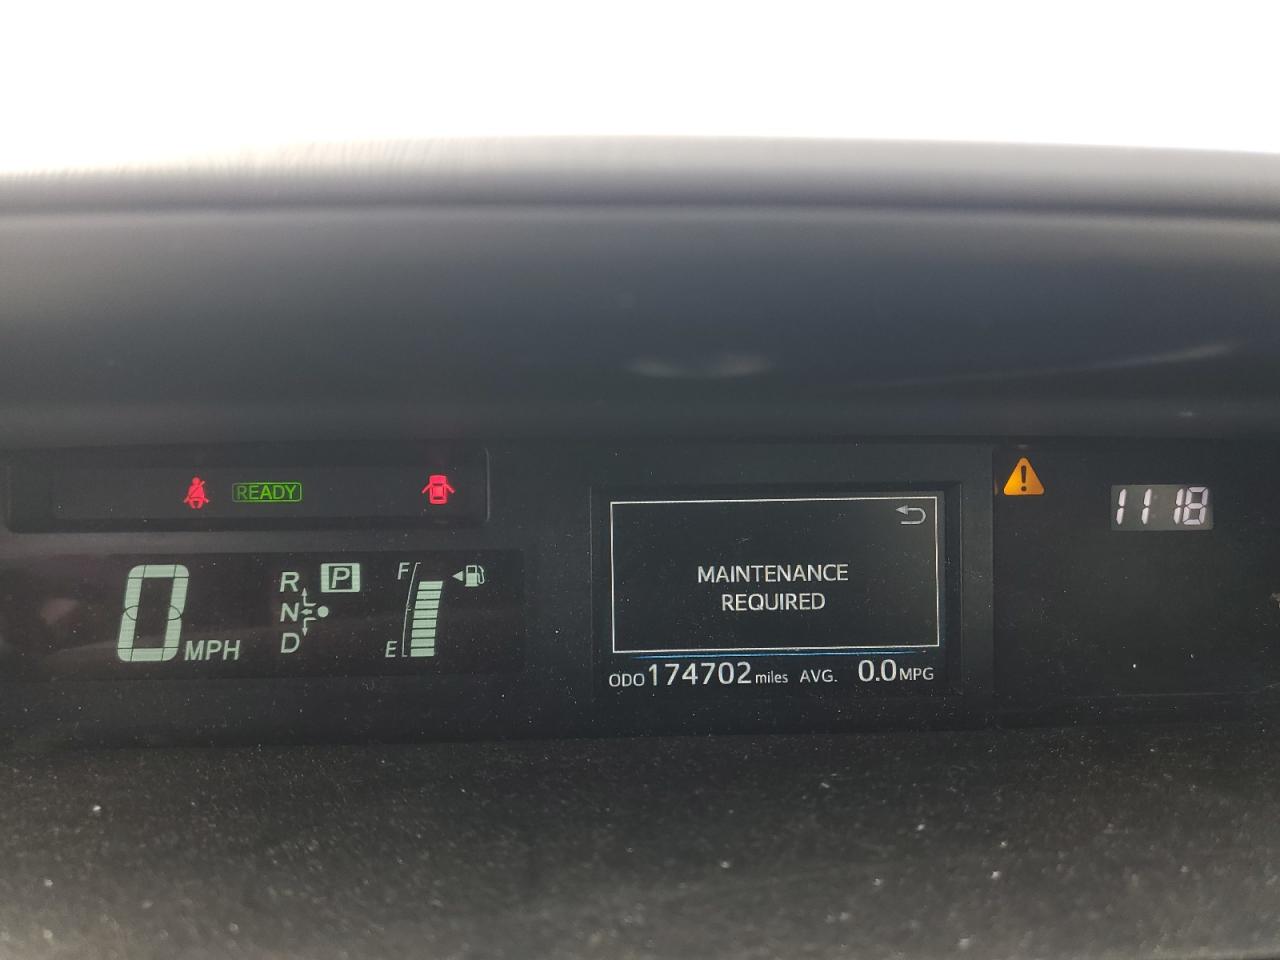 READY
0 MPH
R P
N
D
F
E
MAINTENANCE
REQUIRED
ODO 174702 miles AVG. 0.0 MPG
11 18